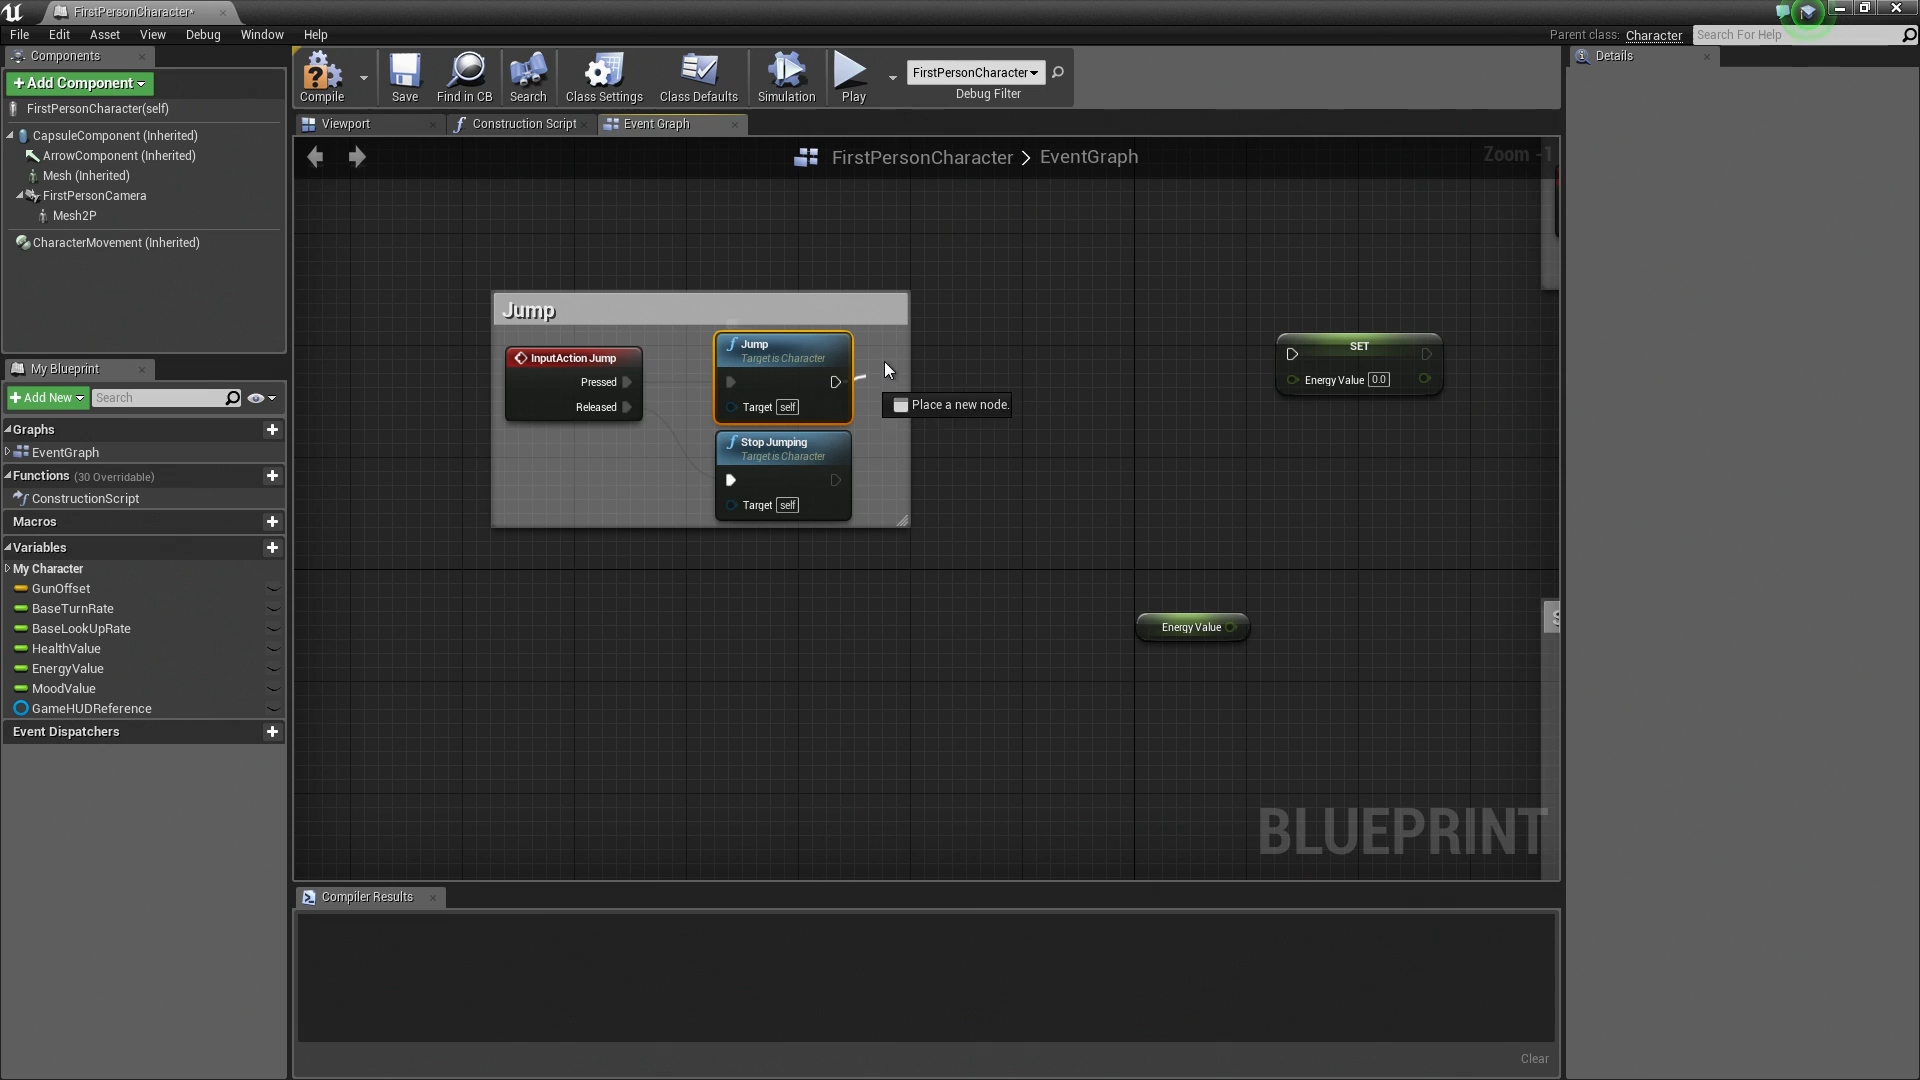 FirstPersonCharacter*
File Edit Asset View Debug Window Help
Parent class: Character
Search For Help
Components
+Add Component
FirstPersonCharacter(self)
CapsuleComponent (Inherited)
ArrowComponent (Inherited)
Mesh (Inherited)
FirstPersonCamera
Mesh2P
CharacterMovement (Inherited)
My Blueprint
+Add New
Search
Graphs
EventGraph
Functions (30 Overridable)
ConstructionScript
Macros
Variables
My Character
GunOffset
BaseTurnRate
BaseLookUpRate
HealthValue
EnergyValue
MoodValue
GameHUDReference
Event Dispatchers
Compile
Save
Find in CB
Search
Class Settings
Class Defaults
Simulation
Play
FirstPersonCharacter
Debug Filter
Viewport
Construction Script
Event Graph
FirstPersonCharacter > EventGraph
Zoom -1
Jump
InputAction Jump
Pressed
Released
Jump
Target is Character
Target self
Stop Jumping
Target is Character
Target self
Place a new node.
SET
Energy Value 0.0
Energy Value
BLUEPRINT
Compiler Results
Clear
Details